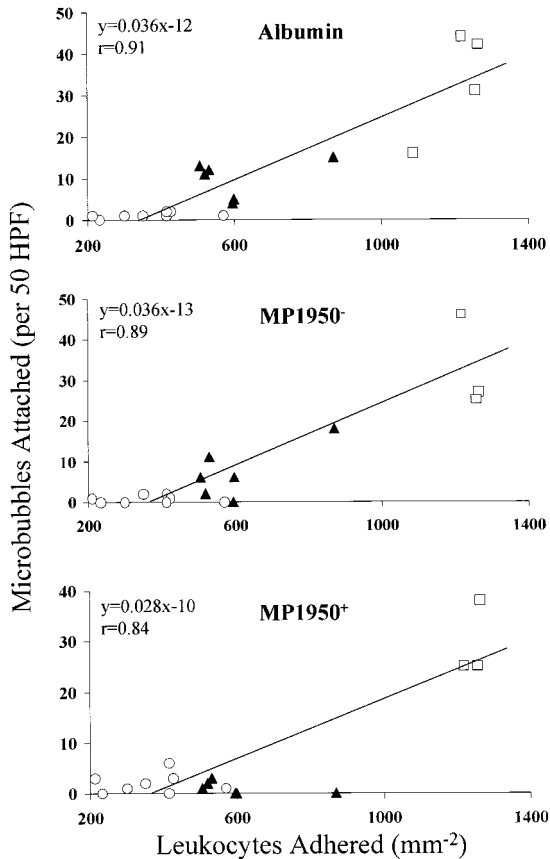 Microbubbles Attached (per 50 HPF)
y=0.036x-12
r=0.91
Albumin
50
40
30
20
10
0
200 600 1000 1400
y=0.036x-13
r=0.89
MP1950-
50
40
30
20
10
0
200 600 1000 1400
y=0.028x-10
r=0.84
MP1950+
40
30
20
10
0
200 600 1000 1400
Leukocytes Adhered (mm-2)